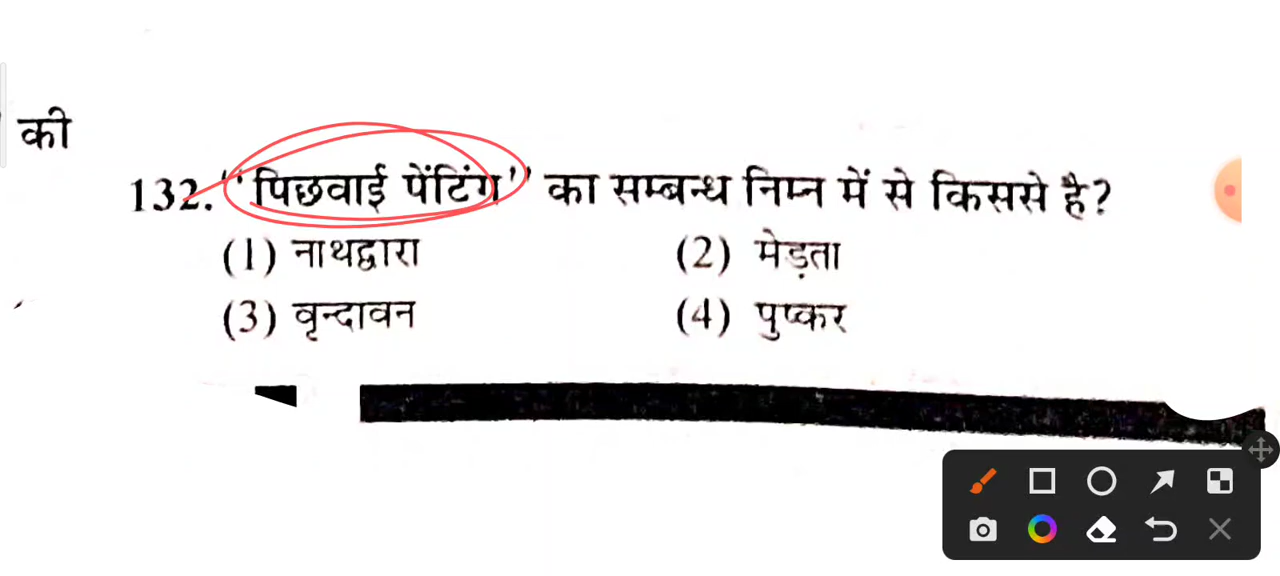 की
132. "पिछवाई पेंटिंग" का सम्बन्ध निम्न में से किससे है?
(1) नाथद्वारा (2) मेड़ता
(3) वृन्दावन (4) पुष्कर